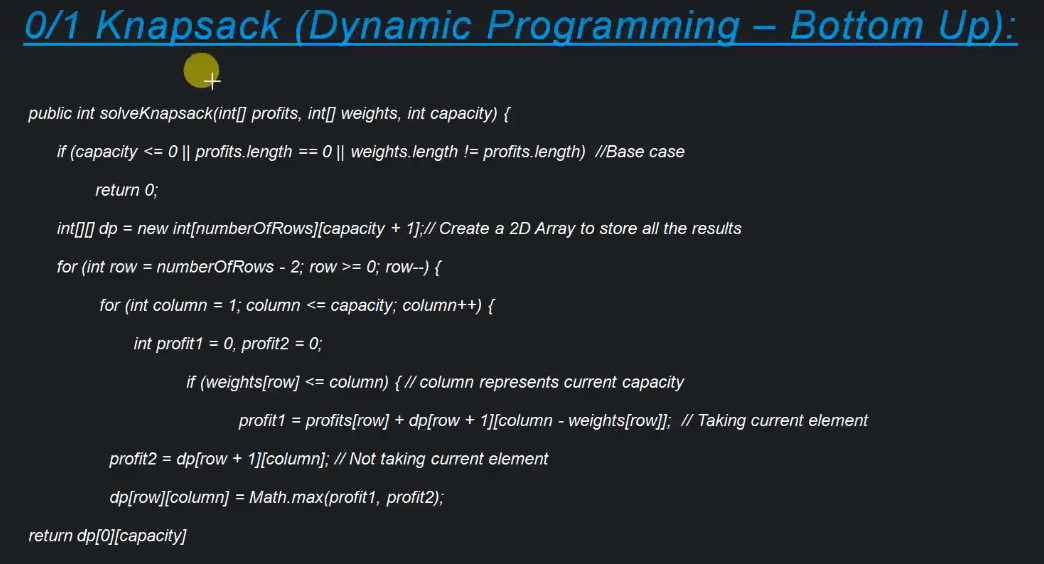 0/1 Knapsack (Dynamic Programming – Bottom Up):
public int solveKnapsack(int[] profits, int[] weights, int capacity) {
if (capacity <= 0 || profits.length == 0 || weights.length != profits.length)  //Base case
return 0;
int[][] dp = new int[numberOfRows][capacity + 1];// Create a 2D Array to store all the results
for (int row = numberOfRows - 2; row >= 0; row--) {
for (int column = 1; column <= capacity; column++) {
int profit1 = 0, profit2 = 0;
if (weights[row] <= column) { // column represents current capacity
profit1 = profits[row] + dp[row + 1][column - weights[row]];  // Taking current element
profit2 = dp[row + 1][column]; // Not taking current element
dp[row][column] = Math.max(profit1, profit2);
return dp[0][capacity]